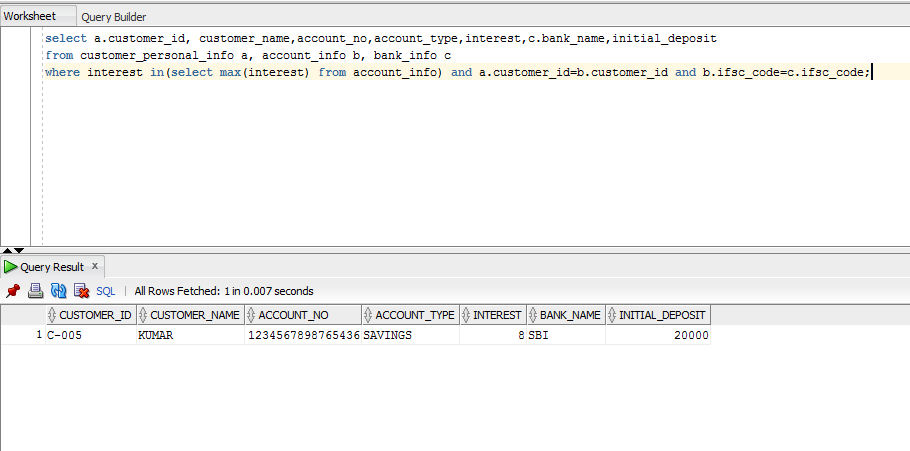 Worksheet Query Builder
select a.customer_id, customer_name,account_no,account_type,interest,c.bank_name,initial_deposit
from customer_personal_info a, account_info b, bank_info c
where interest in(select max(interest) from account_info) and a.customer_id=b.customer_id and b.ifsc_code=c.ifsc_code;
Query Result x
SQL | All Rows Fetched: 1 in 0.007 seconds
CUSTOMER_ID CUSTOMER_NAME ACCOUNT_NO ACCOUNT_TYPE INTEREST BANK_NAME INITIAL_DEPOSIT
1 C-005 KUMAR 1234567898765436 SAVINGS 8 SBI 20000